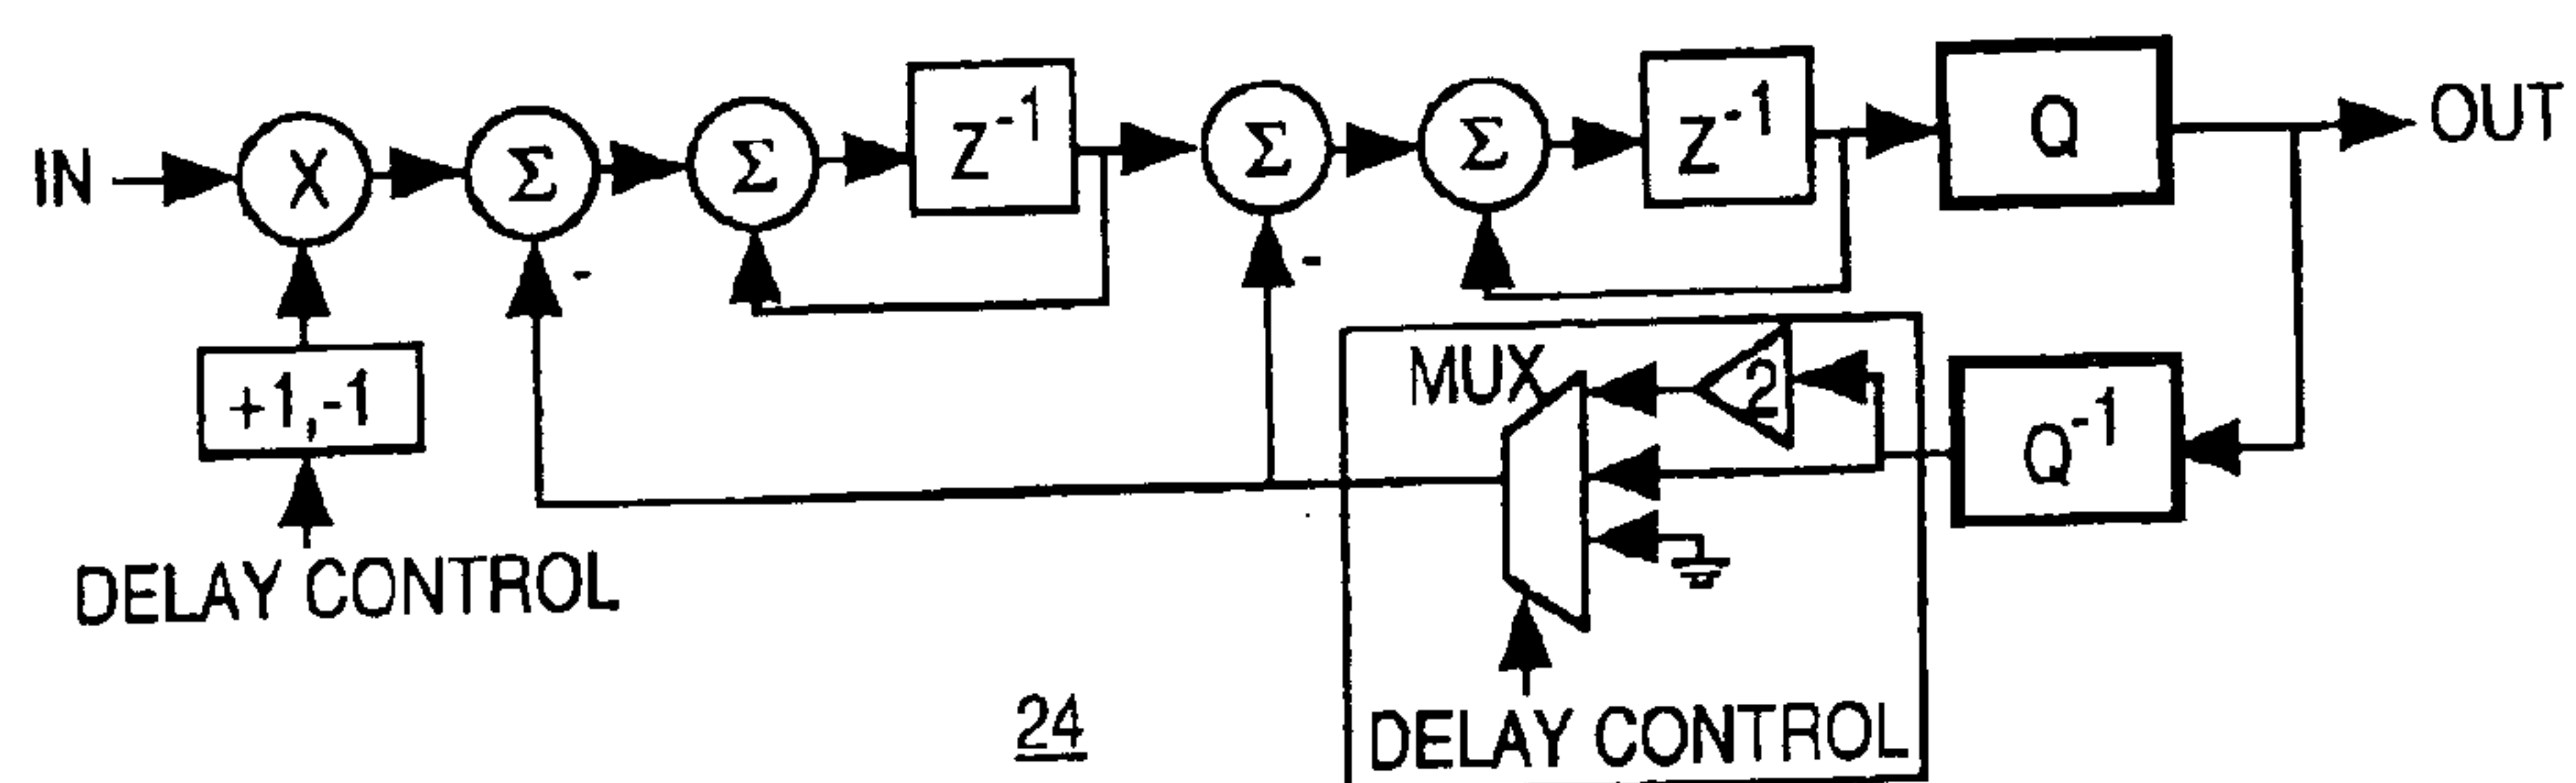 IN
X
Σ
Σ
Z-1
Σ
Σ
Z-1
Q
OUT
-
-
+1,-1
MUX
2
Q-1
DELAY CONTROL
DELAY CONTROL
24